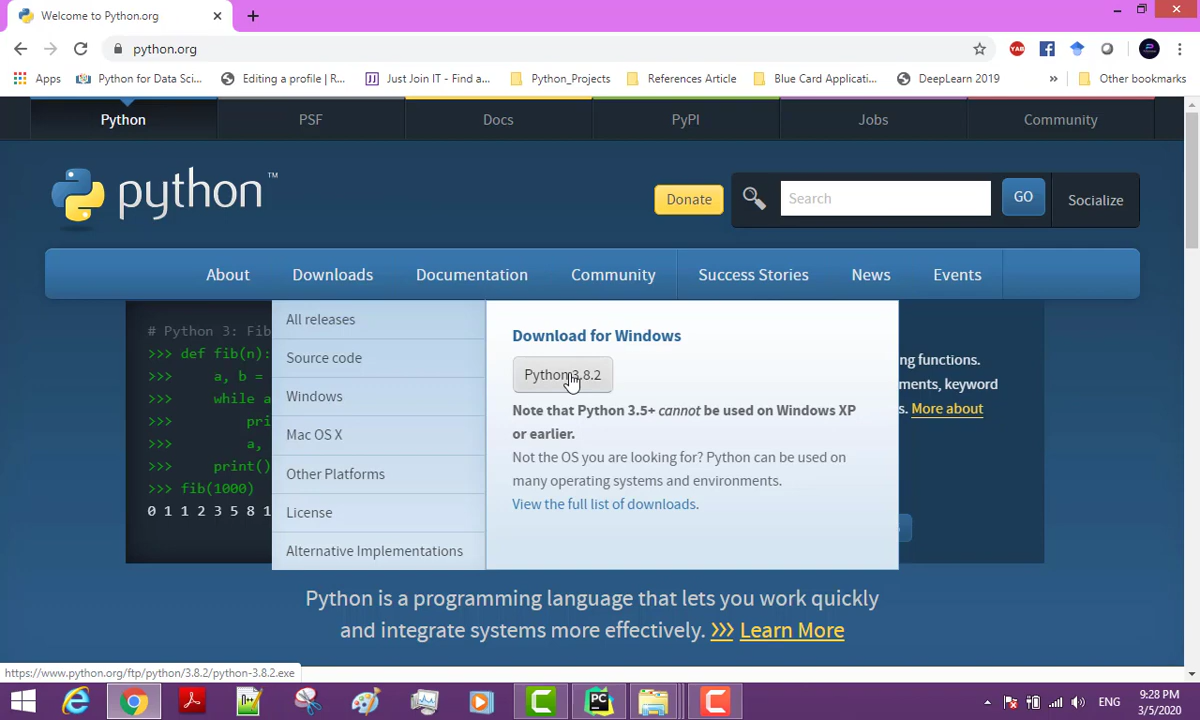 Welcome to Python.org
python.org
Apps Python for Data Sci... Editing a profile | R... Just Join IT - Find a... Python_Projects References Article Blue Card Applicati... DeepLearn 2019 » Other bookmarks
Python PSF Docs PyPI Jobs Community
python™
Donate Search GO Socialize
About Downloads Documentation Community Success Stories News Events
# Python 3: Fib
>>> def fib(n):
a, b =
while a
pri
a,
print()
>>> fib(1000)
0 1 1 2 3 5 8 1
All releases
Source code
Windows
Mac OS X
Other Platforms
License
Alternative Implementations
Download for Windows
Python 3.8.2
Note that Python 3.5+ cannot be used on Windows XP
or earlier.
Not the OS you are looking for? Python can be used on
many operating systems and environments.
View the full list of downloads.
ng functions.
ments, keyword
s. More about
Python is a programming language that lets you work quickly
and integrate systems more effectively. >>> Learn More
https://www.python.org/ftp/python/3.8.2/python-3.8.2.exe
ENG
9:28 PM
3/5/2020